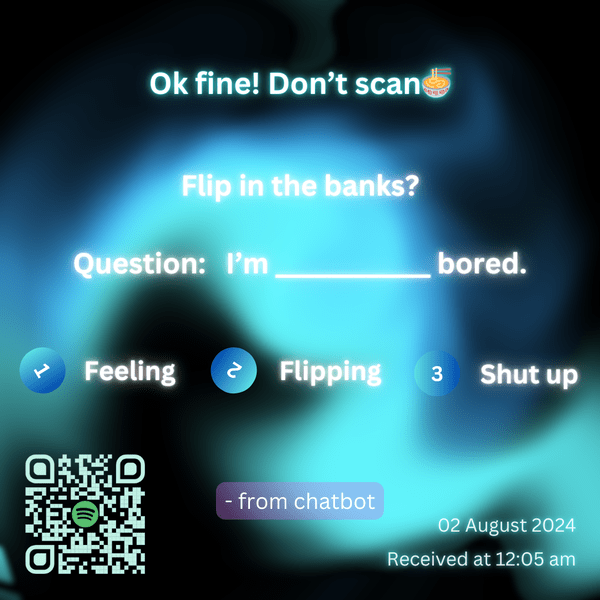 Ok fine! Don’t scan🍜
Flip in the banks?
Question: I’m ___________ bored.
1 Feeling 2 Flipping 3 Shut up
- from chatbot
02 August 2024
Received at 12:05 am